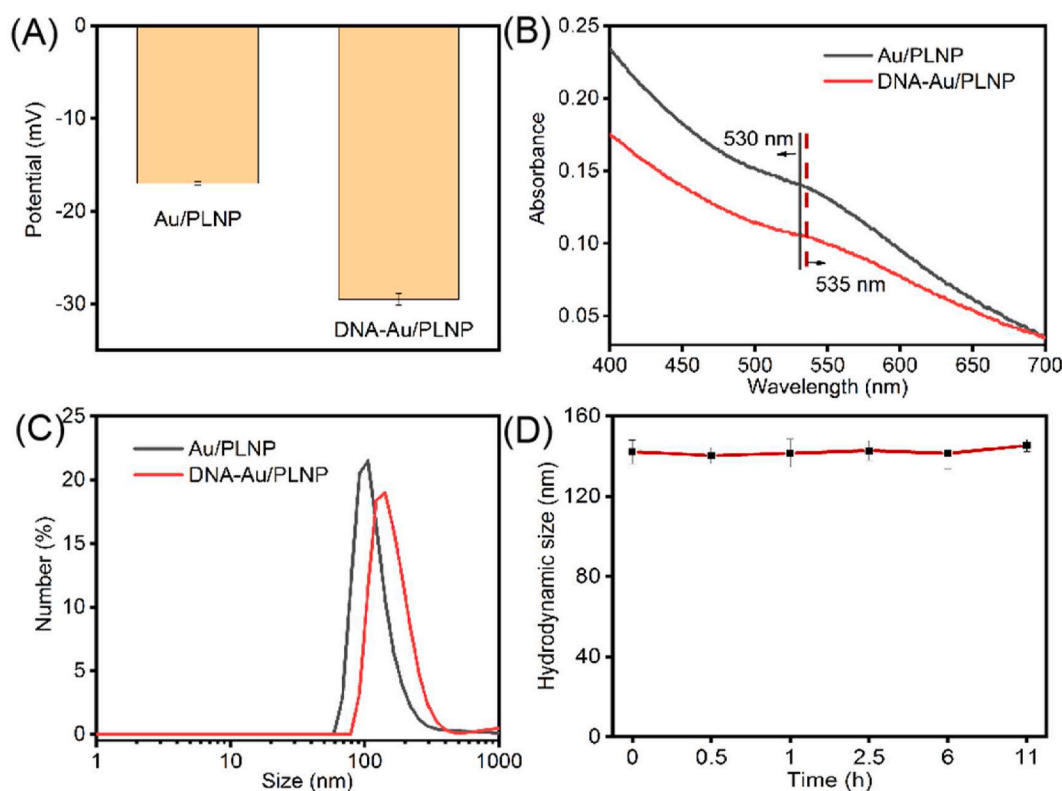 (A)
0
-10
-20
-30
Potential (mV)
Au/PLNP
DNA-Au/PLNP
(B)
0.25
0.20
0.15
0.10
0.05
Absorbance
Au/PLNP
DNA-Au/PLNP
530 nm
535 nm
400 450 500 550 600 650 700
Wavelength (nm)
(C)
25
20
15
10
5
0
Number (%)
Au/PLNP
DNA-Au/PLNP
1 10 100 1000
Size (nm)
(D)
160
120
80
40
0
Hydrodynamic size (nm)
0 0.5 1 2.5 6 11
Time (h)